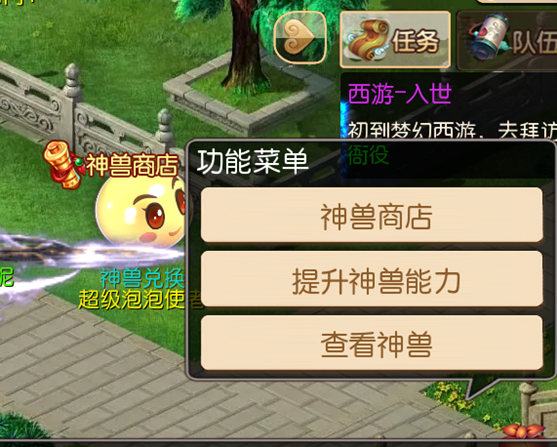 任务
队伍
西游-入世
初到梦幻西游，去拜访
衙役
神兽商店
功能菜单
神兽商店
提升神兽能力
查看神兽
神兽兑换
超级泡泡使者